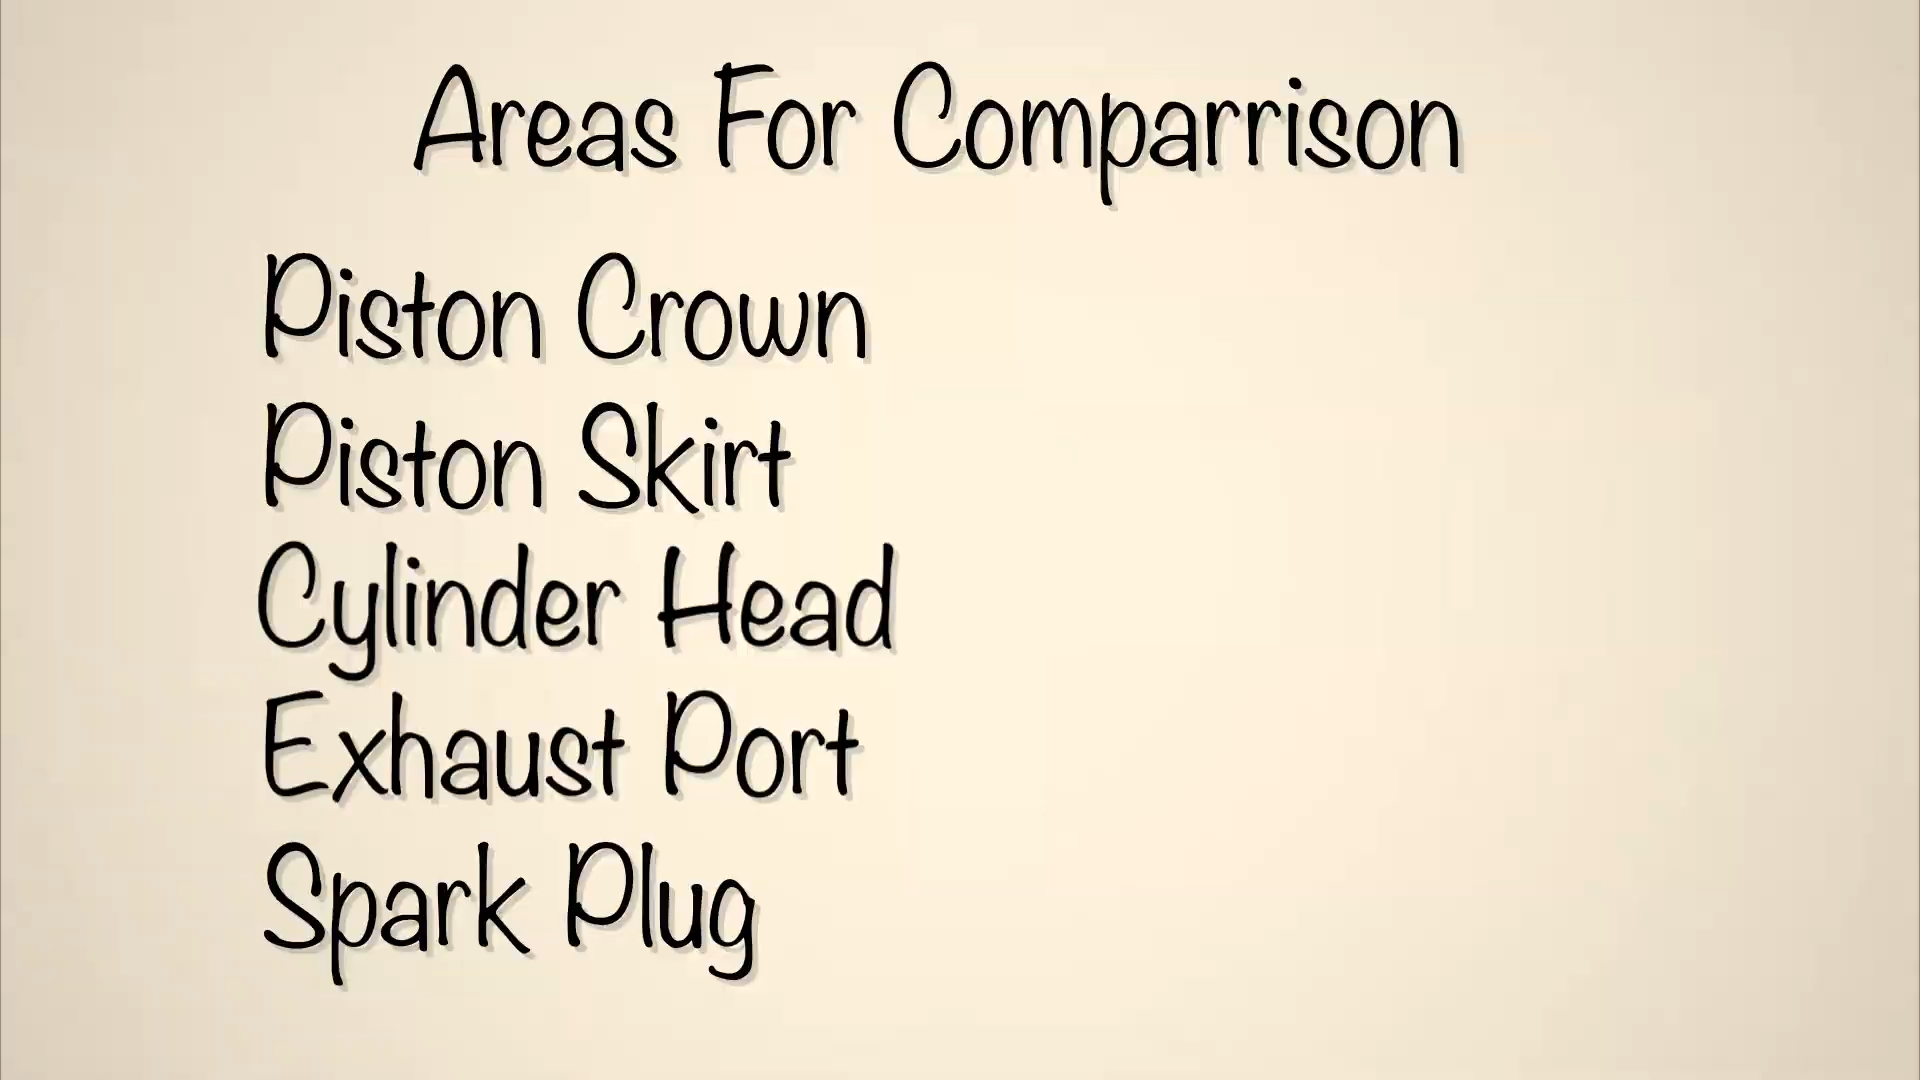 Areas For Comparrison
Piston Crown
Piston Skirt
Cylinder Head
Exhaust Port
Spark Plug